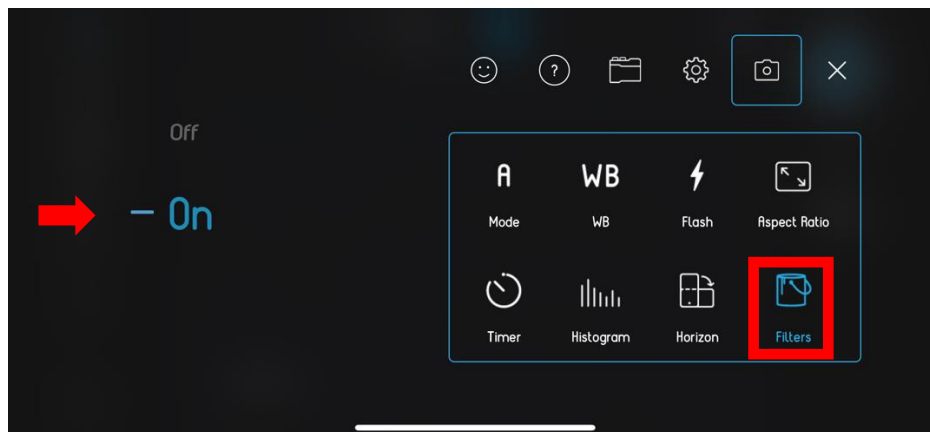 Off
On
A
WB
Mode
WB
Flash
Aspect Ratio
Timer
Histogram
Horizon
Filters